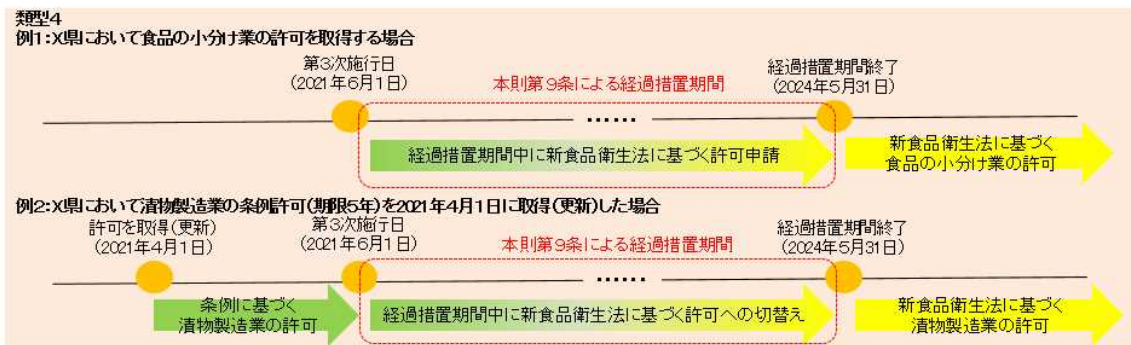 類型4
例1:X県において食品の小分け業の許可を取得する場合
第3次施行日
(2021年6月1日)
本則第9条による経過措置期間
経過措置期間終了
(2024年5月31日)
……
経過措置期間中に新食品衛生法に基づく許可申請
新食品衛生法に基づく
食品の小分け業の許可
例2:X県において漬物製造業の条例許可(期限5年)を2021年4月1日に取得(更新)した場合
許可を取得(更新)
(2021年4月1日)
第3次施行日
(2021年6月1日)
本則第9条による経過措置期間
経過措置期間終了
(2024年5月31日)
……
条例に基づく
漬物製造業の許可
経過措置期間中に新食品衛生法に基づく許可への切替え
新食品衛生法に基づく
漬物製造業の許可